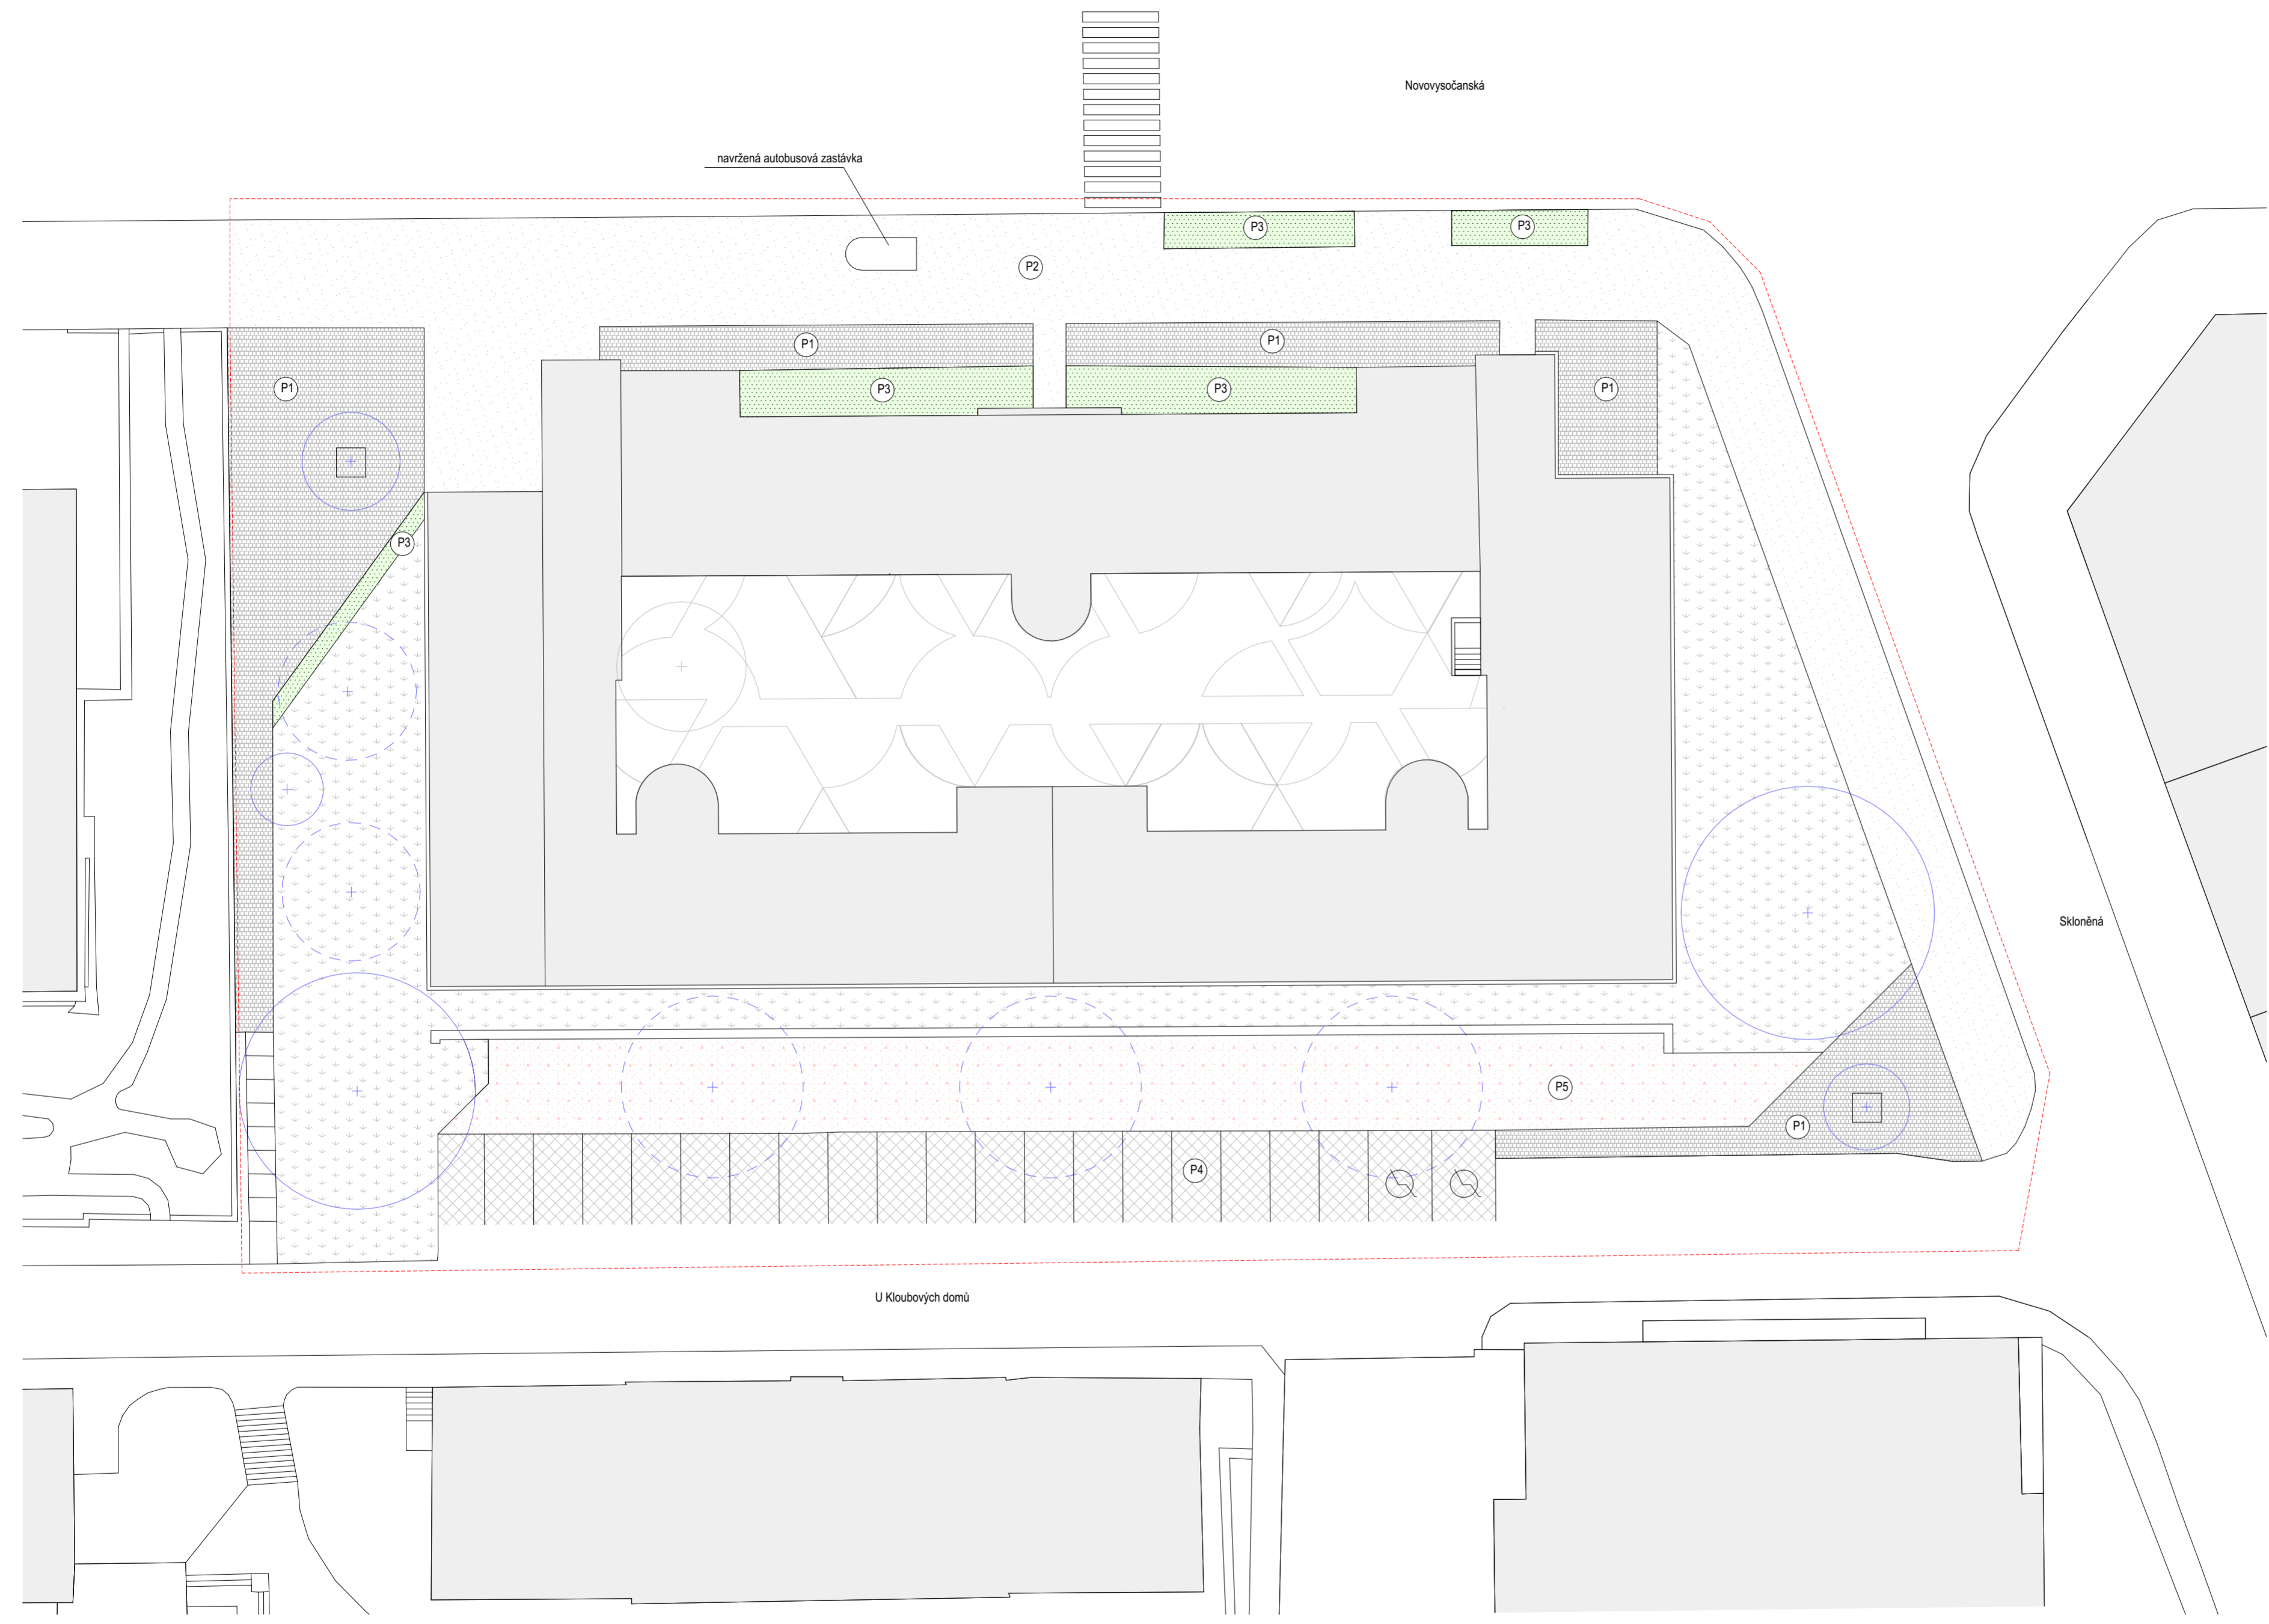 Novovysočanská
navržená autobusová zastávka
P3
P3
P2
P1
P1
P1
P3
P3
P1
P3
Skloněná
P5
P1
P4
U Kloubových domů